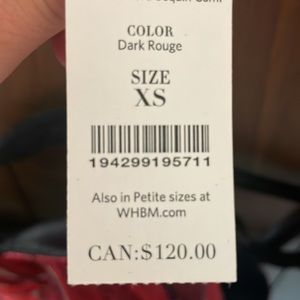 COLOR
Dark Rouge
SIZE
XS
194299195711
Also in Petite sizes at
WHBM.com
CAN:$120.00